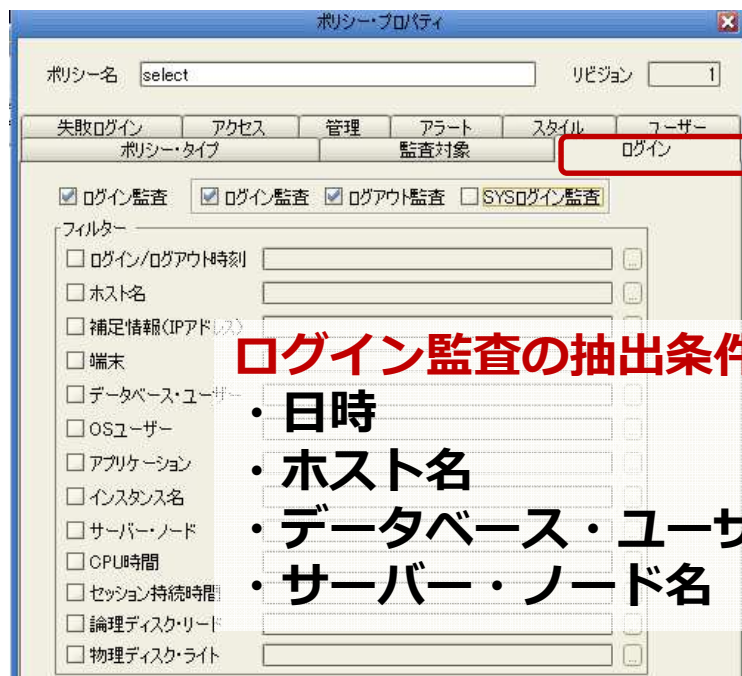 ポリシー・プロパティ
ポリシー名 select リビジョン 1
失敗ログイン アクセス 管理 アラート スタイル ユーザー
ポリシー・タイプ 監査対象 ログイン
ログイン監査 ログイン監査 ログアウト監査 SYSログイン監査
フィルター
ログイン/ログアウト時刻 ...
ホスト名 ...
補足情報(IPアドレス) ...
端末
データベース・ユーザー
OSユーザー
アプリケーション
インスタンス名
サーバー・ノード
CPU時間
セッション持続時間
論理ディスク・リード
物理ディスク・ライト ...
ログイン監査の抽出条件
・日時
・ホスト名
・データベース・ユーザ
・サーバー・ノード名